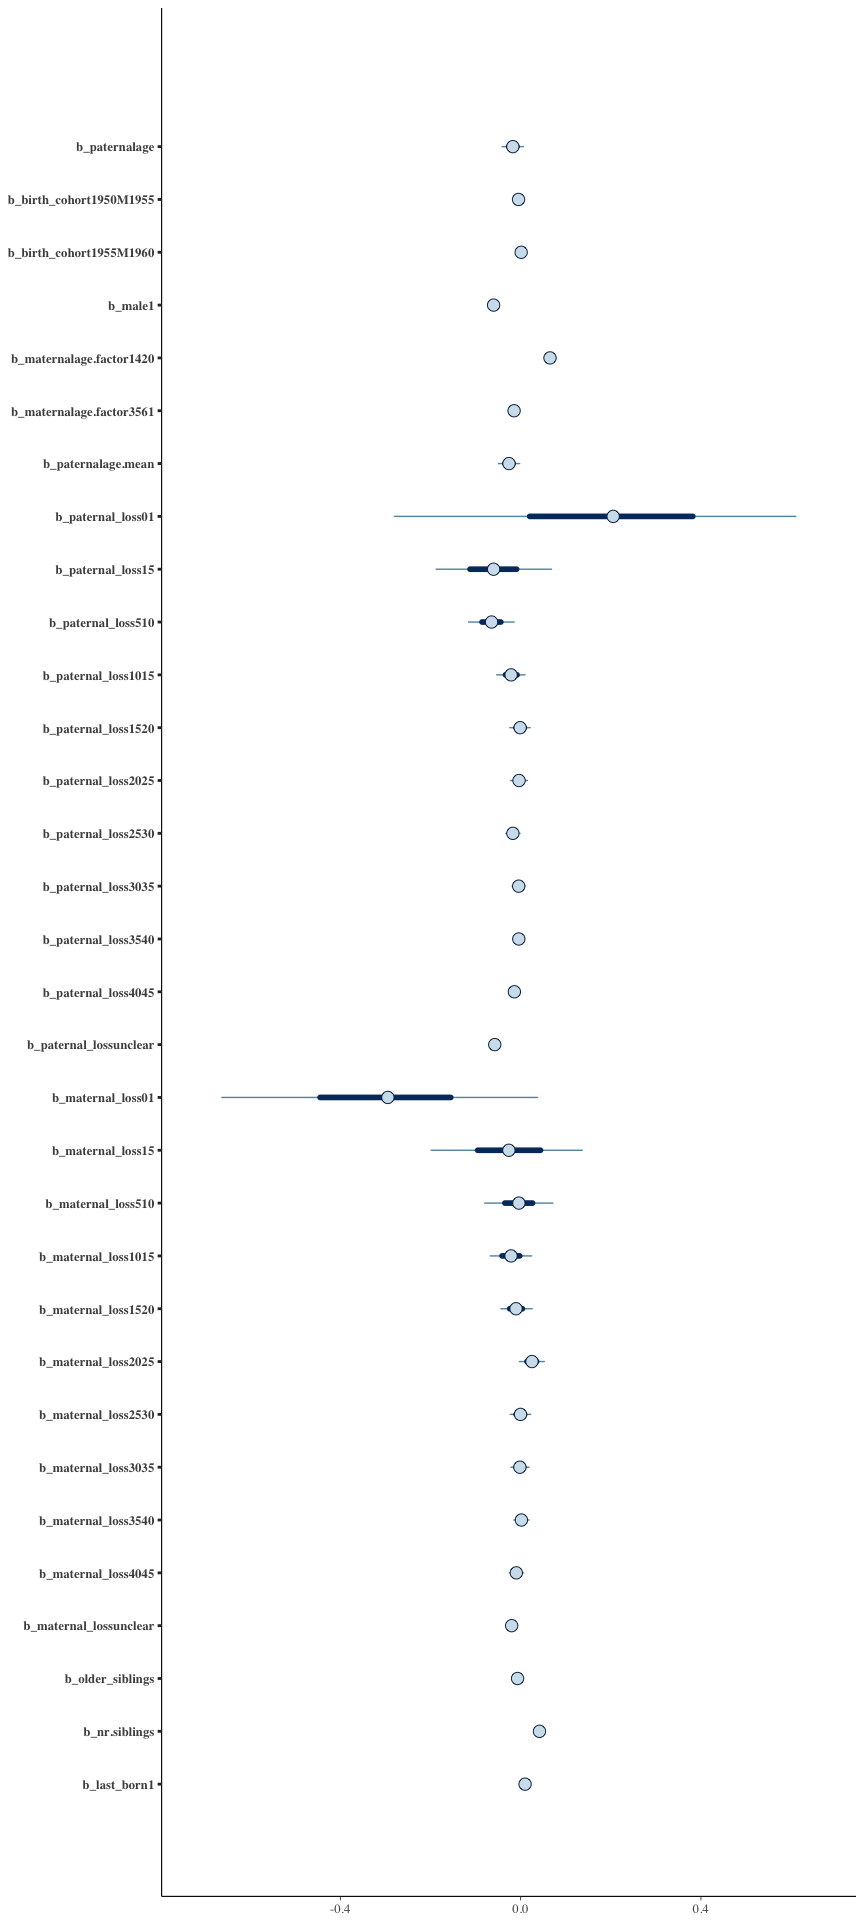 b_paternalage
b_birth_cohort1950M1955
b_birth_cohort1955M1960
b_male1
b_maternalage.factor1420
b_maternalage.factor3561
b_paternalage.mean
b_paternal_loss01
b_paternal_loss15
b_paternal_loss510
b_paternal_loss1015
b_paternal_loss1520
b_paternal_loss2025
b_paternal_loss2530
b_paternal_loss3035
b_paternal_loss3540
b_paternal_loss4045
b_paternal_lossunclear
b_maternal_loss01
b_maternal_loss15
b_maternal_loss510
b_maternal_loss1015
b_maternal_loss1520
b_maternal_loss2025
b_maternal_loss2530
b_maternal_loss3035
b_maternal_loss3540
b_maternal_loss4045
b_maternal_lossunclear
b_older_siblings
b_nr.siblings
b_last_born1
-0.4 0.0 0.4